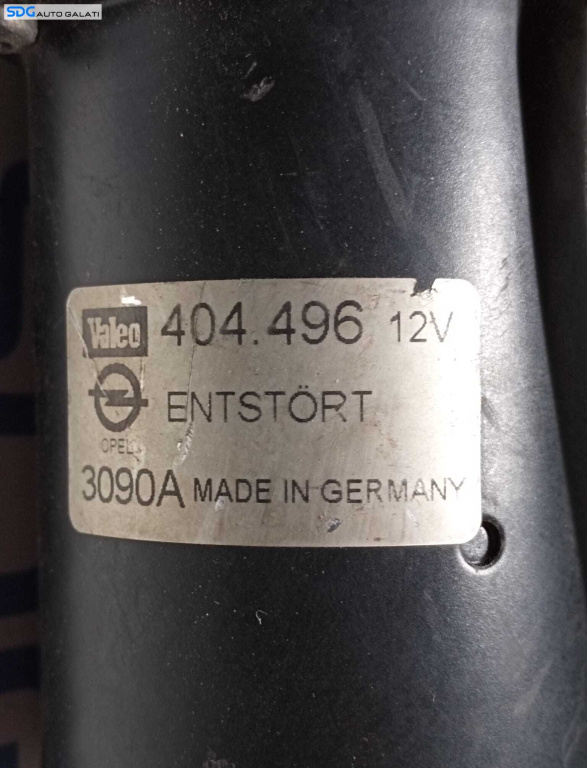 SDG AUTO GALATI
Valeo 404.496 12V
ENTSTÖRT
OPEL
3090A MADE IN GERMANY